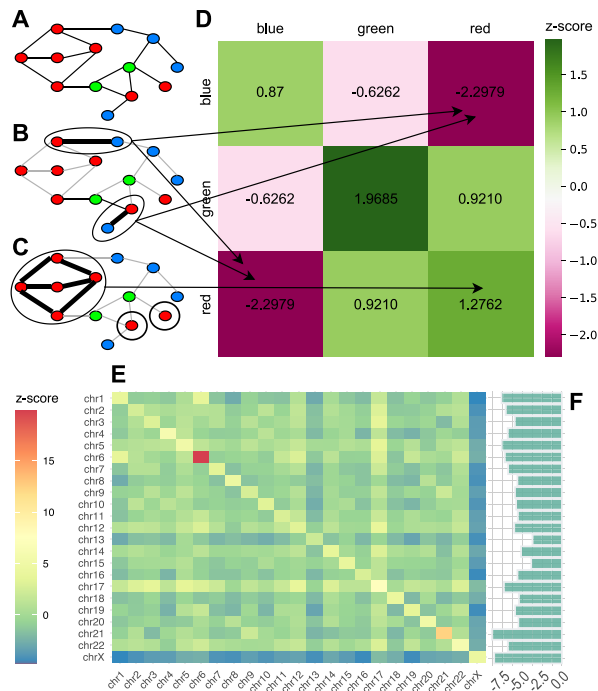 A
B
C
D
blue green red
z-score
blue 0.87 -0.6262 -2.2979
green -0.6262 1.9685 0.9210
red -2.2979 0.9210 1.2762
1.5
1.0
0.5
0.0
−0.5
−1.0
−1.5
−2.0
E
F
z-score
15
10
5
0
chr1
chr2
chr3
chr4
chr5
chr6
chr7
chr8
chr9
chr10
chr11
chr12
chr13
chr14
chr15
chr16
chr17
chr18
chr19
chr20
chr21
chr22
chrX
chr1 chr2 chr3 chr4 chr5 chr6 chr7 chr8 chr9 chr10 chr11 chr12 chr13 chr14 chr15 chr16 chr17 chr18 chr19 chr20 chr21 chr22 chrX
-7.5 -5.0 -2.5 0.0